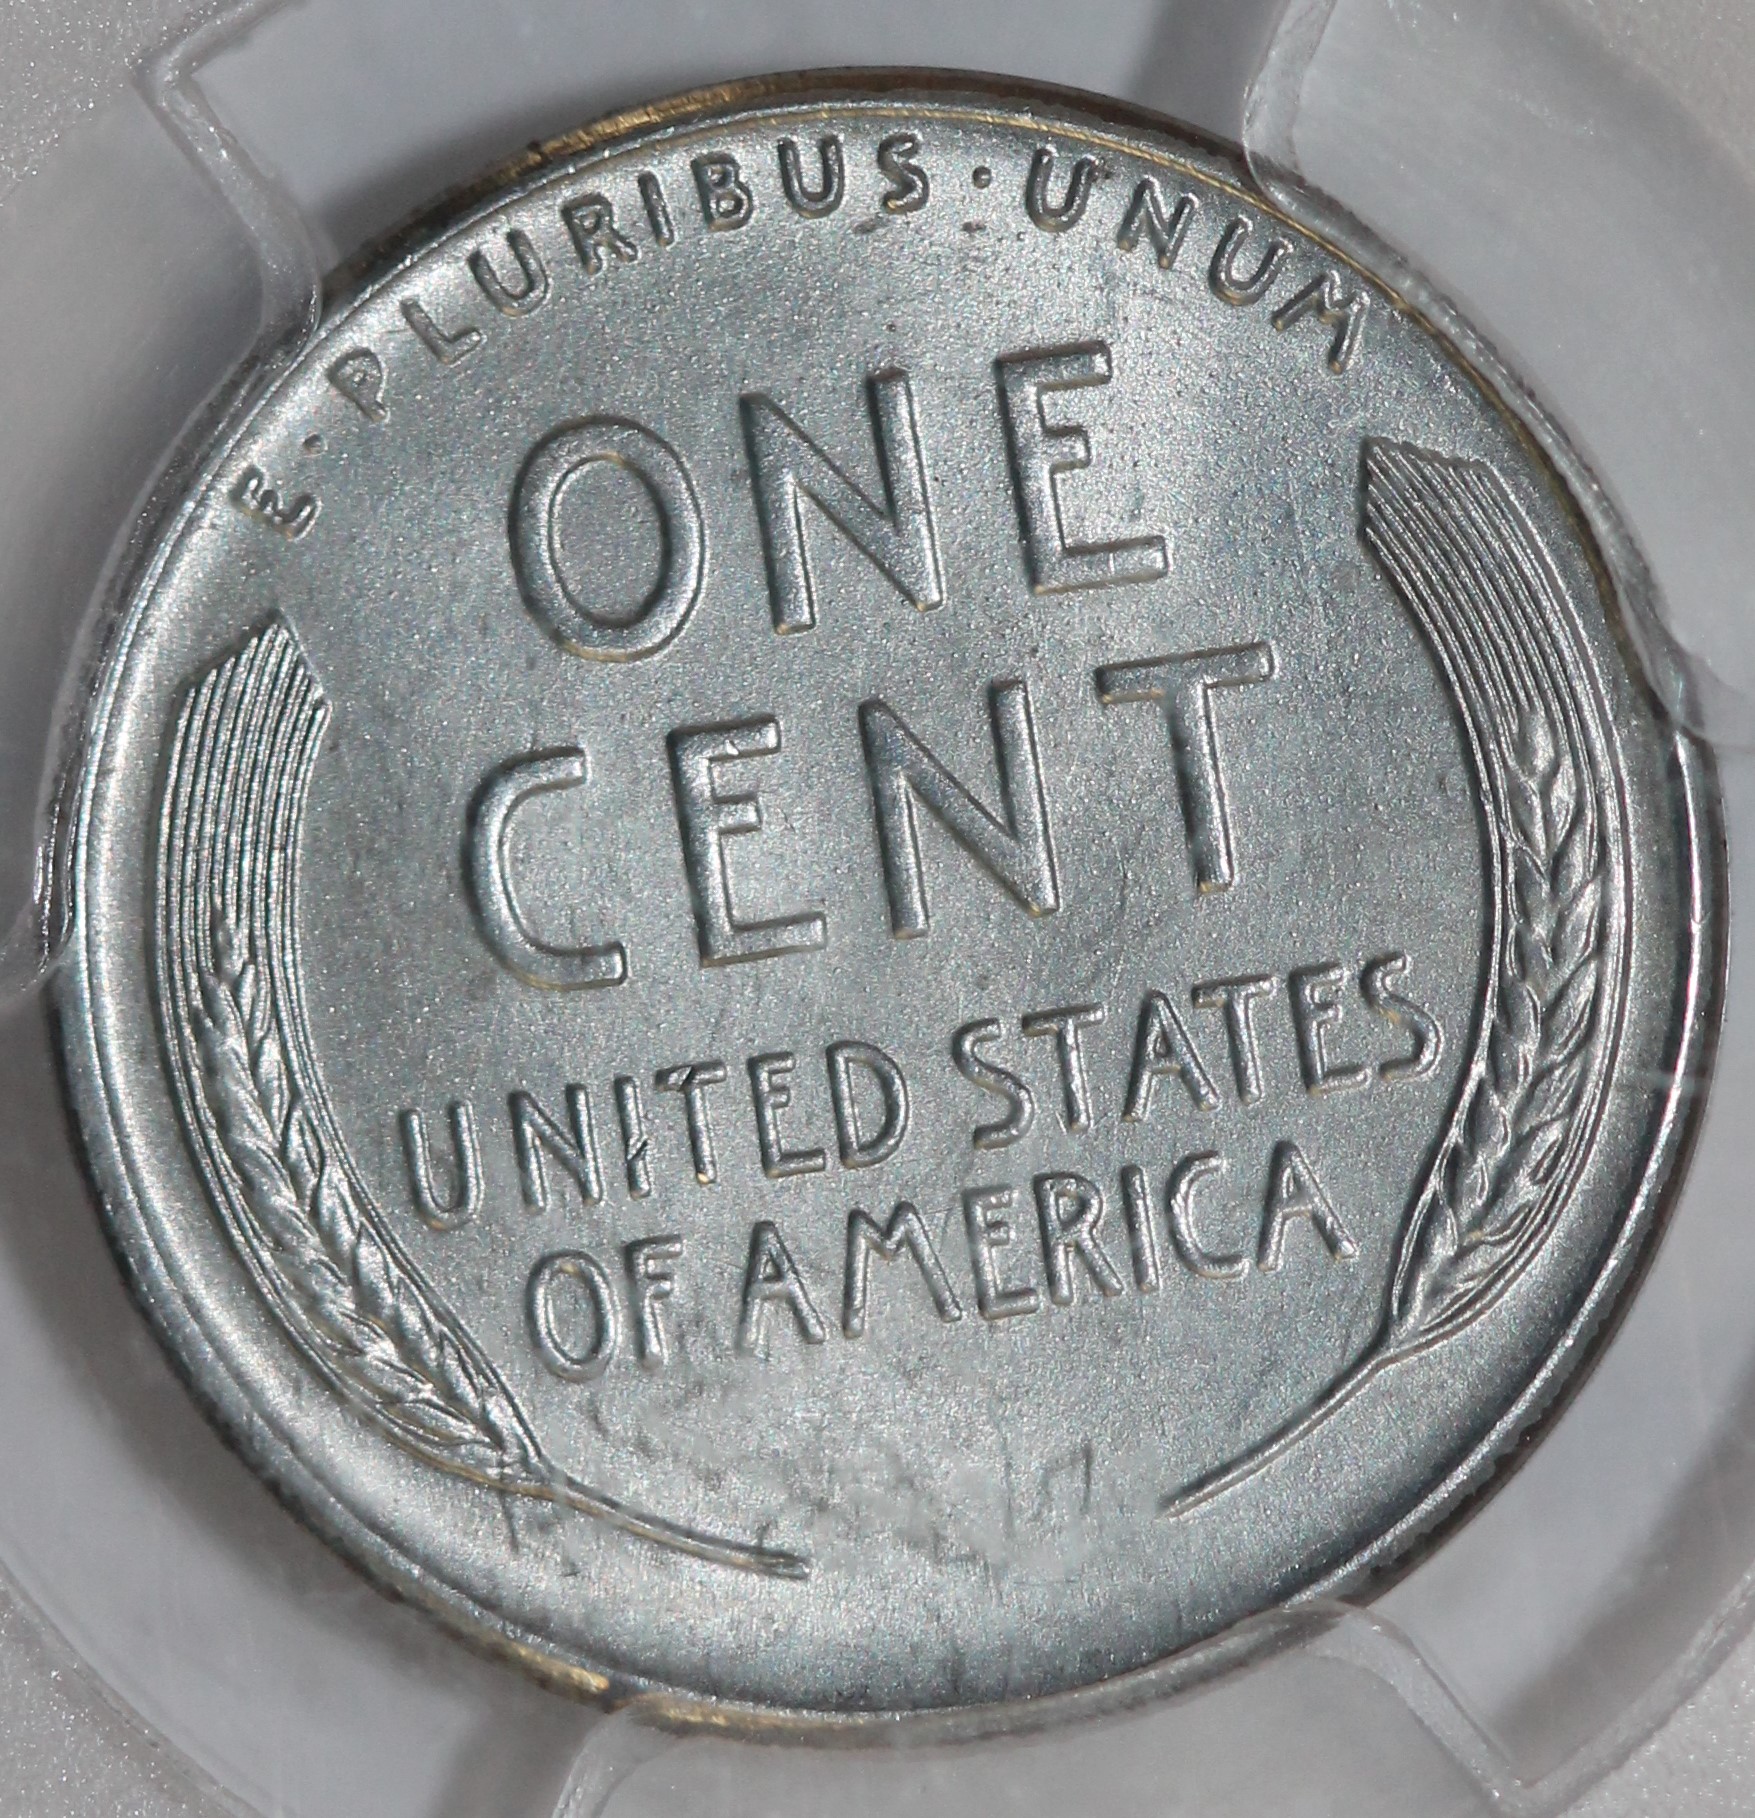 E · PLURIBUS · UNUM
ONE
CENT
UNITED STATES
OF AMERICA